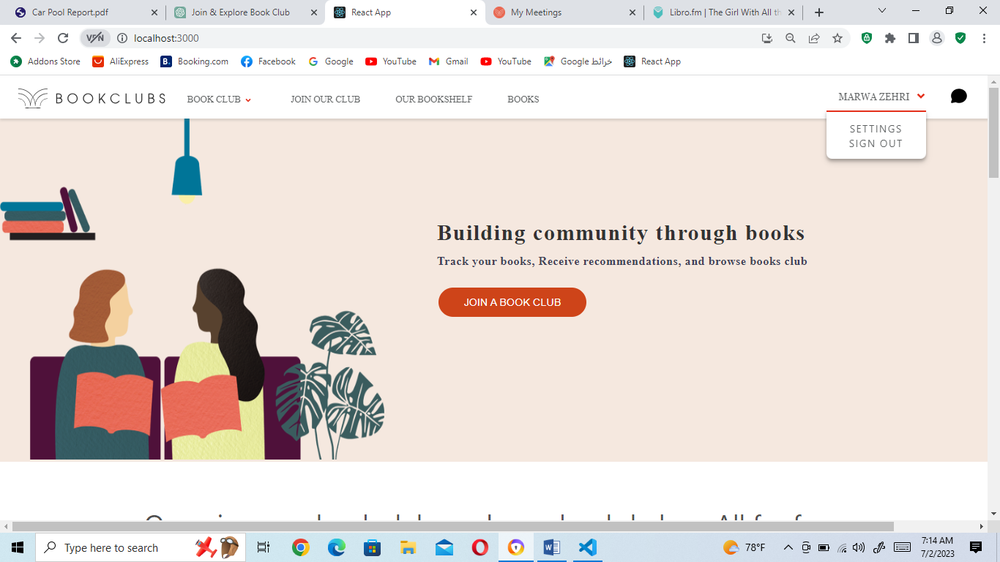 Car Pool Report.pdf
Join & Explore Book Club
React App
My Meetings
Libro.fm | The Girl With All th
VPN
localhost:3000
Addons Store
AliExpress
B.
Booking.com
Facebook
Google
YouTube
Gmail
YouTube
Google خرائط
React App
BOOKCLUBS
BOOK CLUB
JOIN OUR CLUB
OUR BOOKSHELF
BOOKS
MARWA ZEHRI
SETTINGS
SIGN OUT
Building community through books
Track your books, Receive recommendations, and browse books club
JOIN A BOOK CLUB
Type here to search
78°F
7:14 AM
7/2/2023